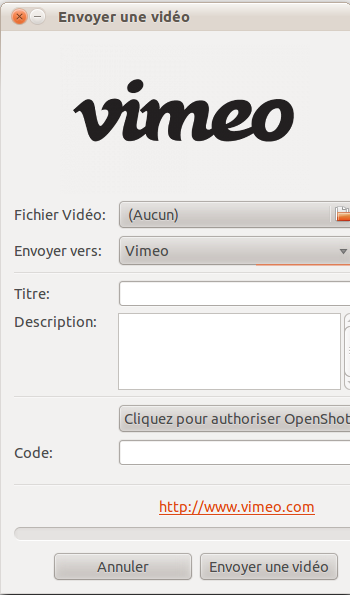 Envoyer une vidéo
vimeo
Fichier Vidéo: (Aucun)
Envoyer vers: Vimeo
Titre:
Description:
Cliquez pour authoriser OpenShot
Code:
http://www.vimeo.com
Annuler Envoyer une vidéo